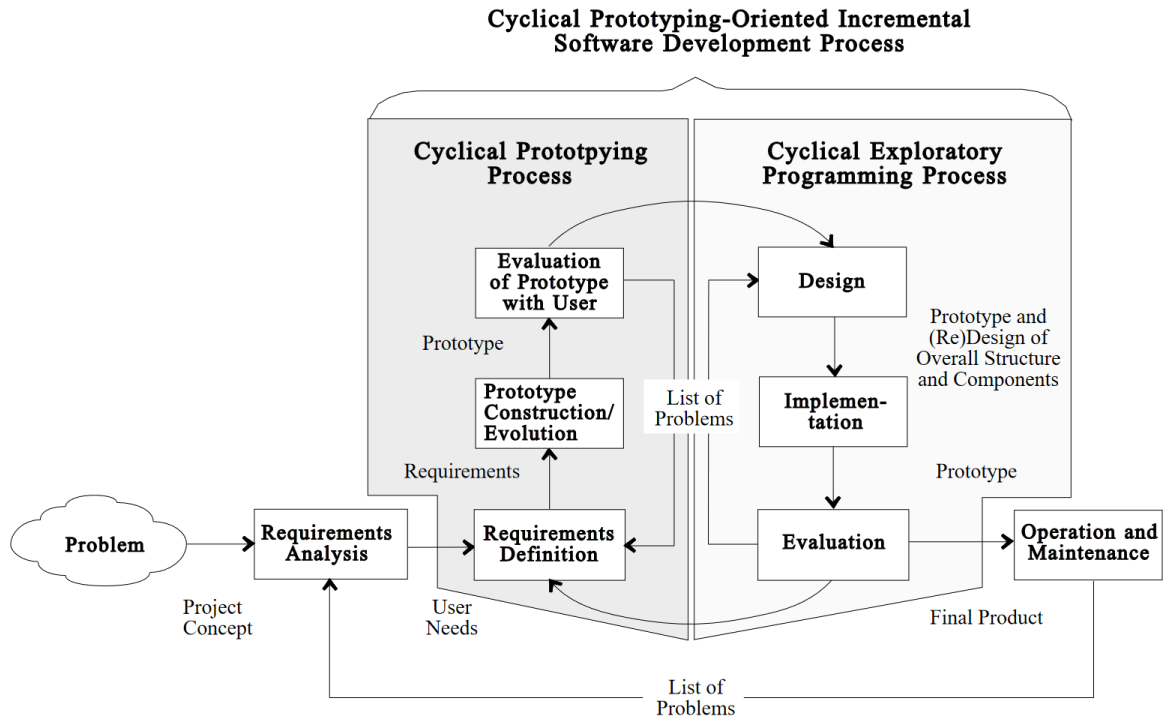 Cyclical Prototyping-Oriented Incremental
Software Development Process
Cyclical Prototpying
Process
Cyclical Exploratory
Programming Process
Evaluation
of Prototype
with User
Design
Prototype
Prototype and
(Re)Design of
Overall Structure
and Components
Prototype
Construction/
Evolution
List of
Problems
Implemen-
tation
Requirements
Prototype
Problem
Requirements
Analysis
Requirements
Definition
Evaluation
Operation and
Maintenance
Project
Concept
User
Needs
Final Product
List of
Problems